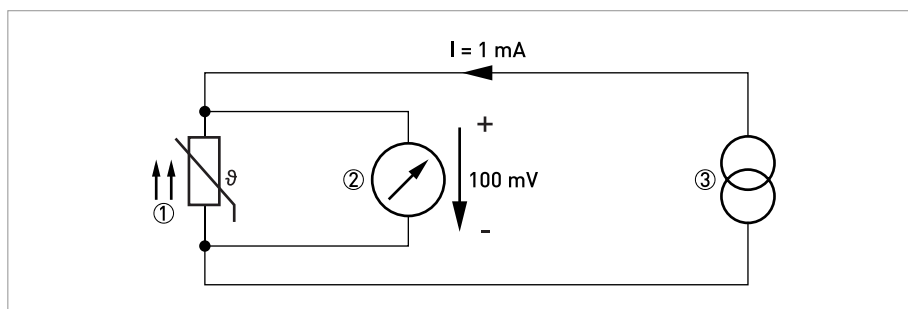 I = 1 mA
+
ϑ
②
100 mV
③
①
-